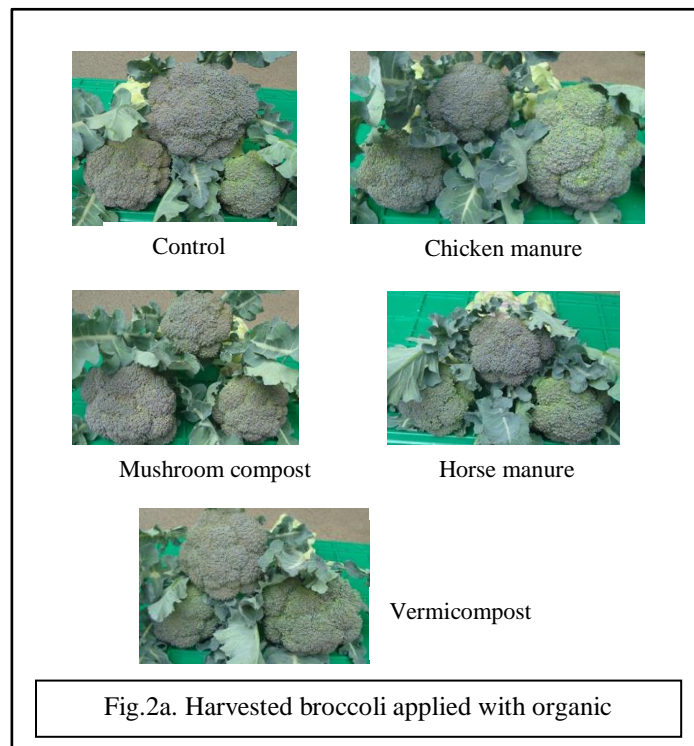 Control
Chicken manure
Mushroom compost
Horse manure
Vermicompost
Fig.2a. Harvested broccoli applied with organic